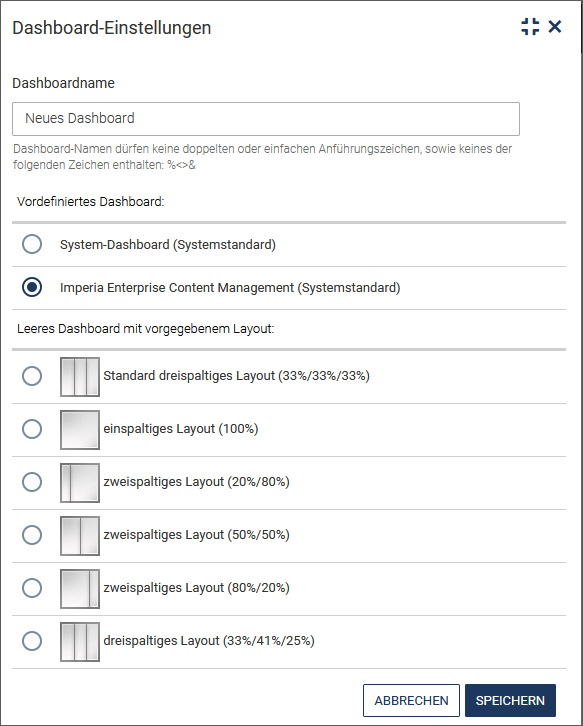 Dashboard-Einstellungen
Dashboardname
Neues Dashboard
Dashboard-Namen dürfen keine doppelten oder einfachen Anführungszeichen, sowie keines der
folgenden Zeichen enthalten: %<>&
Vordefiniertes Dashboard:
System-Dashboard (Systemstandard)
Imperia Enterprise Content Management (Systemstandard)
Leeres Dashboard mit vorgegebenem Layout:
Standard dreispaltiges Layout (33%/33%/33%)
einspaltiges Layout (100%)
zweispaltiges Layout (20%/80%)
zweispaltiges Layout (50%/50%)
zweispaltiges Layout (80%/20%)
dreispaltiges Layout (33%/41%/25%)
ABBRECHEN SPEICHERN